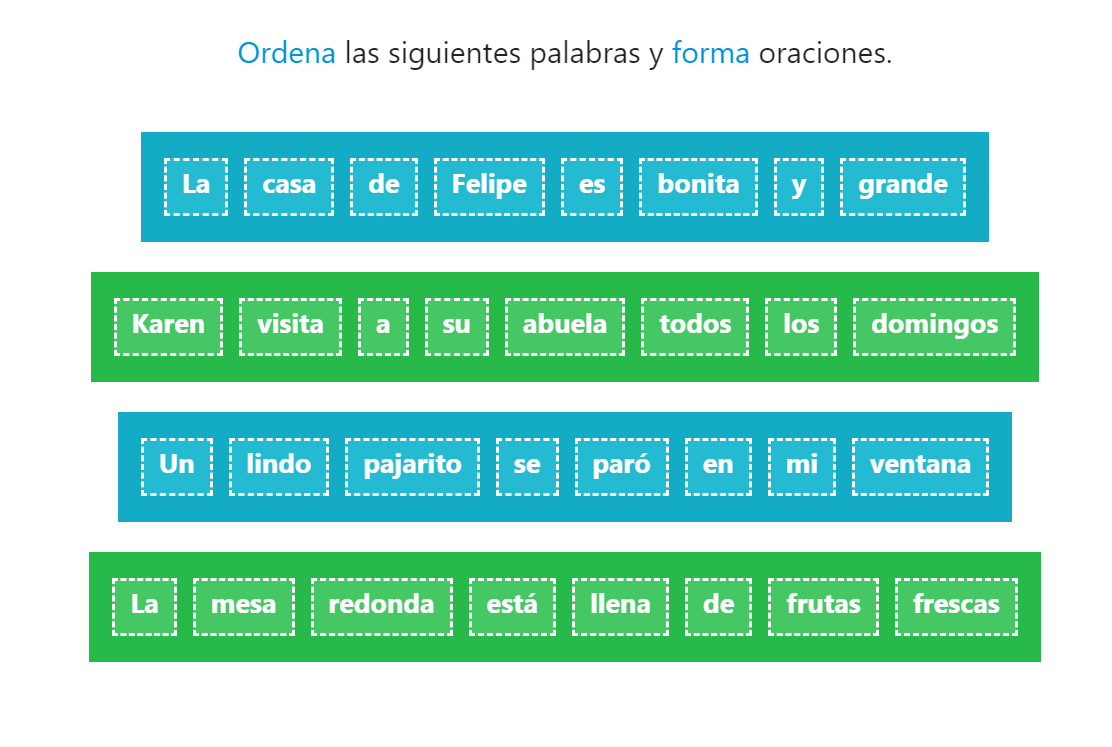 Ordena las siguientes palabras y forma oraciones.
La casa de Felipe es bonita y grande
Karen visita a su abuela todos los domingos
Un lindo pajarito se paró en mi ventana
La mesa redonda está llena de frutas frescas